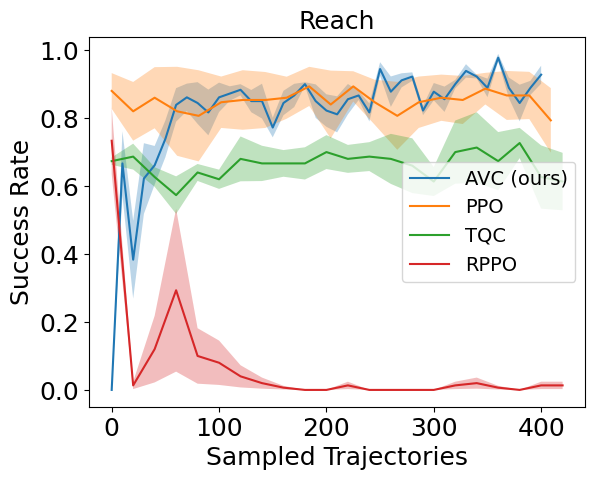 Reach
Success Rate
1.0
0.8
0.6
0.4
0.2
0.0
AVC (ours)
PPO
TQC
RPPO
0 100 200 300 400
Sampled Trajectories